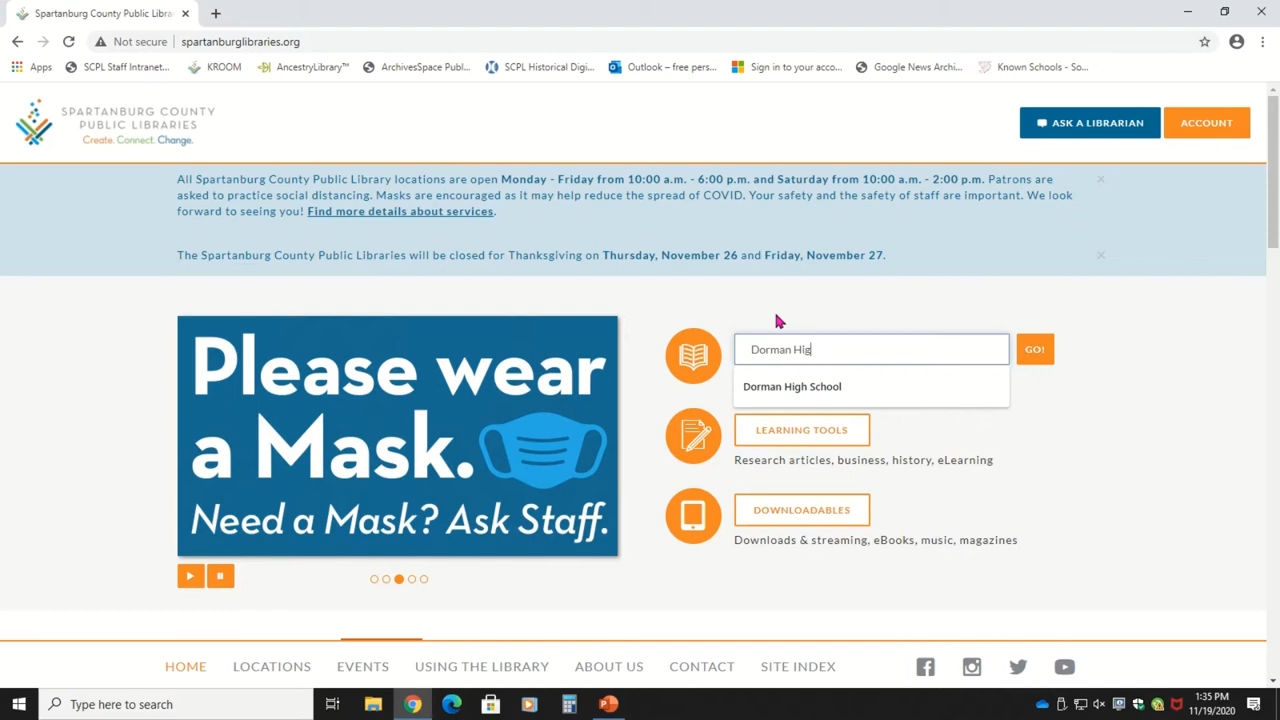 Spartanburg County Public Libra
Not secure spartanburglibraries.org
Apps SCPL Staff Intranet... KROOM AncestryLibrary™ ArchivesSpace Publ... SCPL Historical Digi... Outlook – free pers... Sign in to your acco... Google News Archi... Known Schools - So...
SPARTANBURG COUNTY
PUBLIC LIBRARIES
Create. Connect. Change.
ASK A LIBRARIAN
ACCOUNT
All Spartanburg County Public Library locations are open Monday - Friday from 10:00 a.m. - 6:00 p.m. and Saturday from 10:00 a.m. - 2:00 p.m. Patrons are
asked to practice social distancing. Masks are encouraged as it may help reduce the spread of COVID. Your safety and the safety of staff are important. We look
forward to seeing you! Find more details about services.
The Spartanburg County Public Libraries will be closed for Thanksgiving on Thursday, November 26 and Friday, November 27.
Please wear
a Mask.
Need a Mask? Ask Staff.
Dorman Hig
GO!
Dorman High School
LEARNING TOOLS
Research articles, business, history, eLearning
DOWNLOADABLES
Downloads & streaming, eBooks, music, magazines
HOME LOCATIONS EVENTS USING THE LIBRARY ABOUT US CONTACT SITE INDEX
Type here to search
1:35 PM
11/19/2020